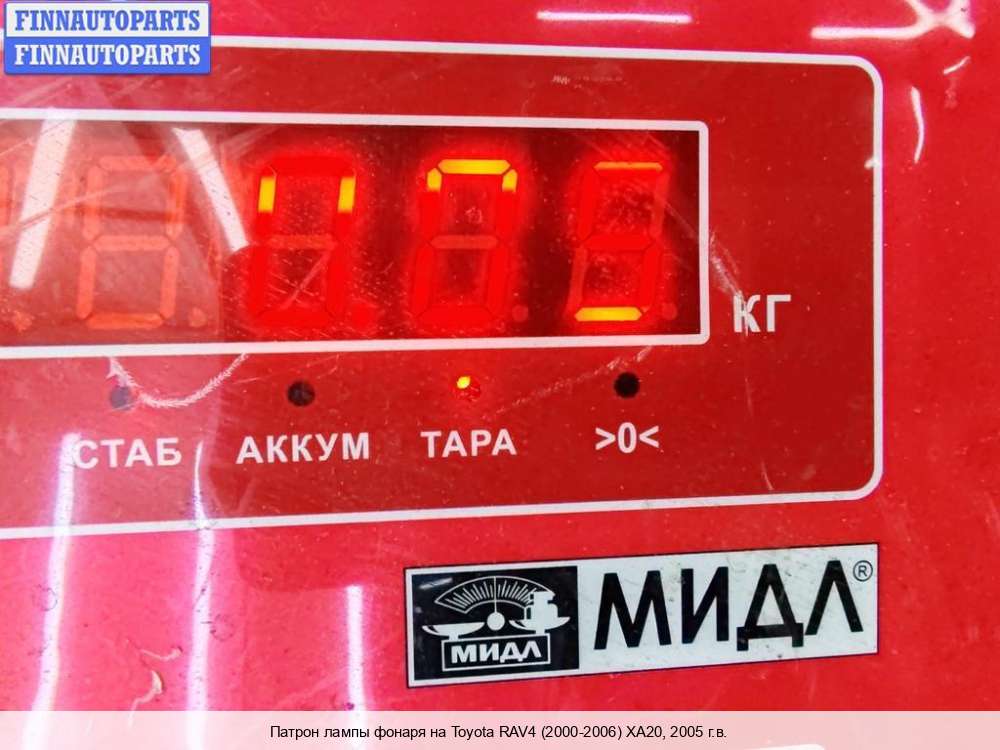 FINNAUTOPARTS
FINNAUTOPARTS
0.05
КГ
СТАБ АККУМ ТАРА >0<
МИДЛ
МИДЛ®
Патрон лампы фонаря на Toyota RAV4 (2000-2006) XA20, 2005 г.в.